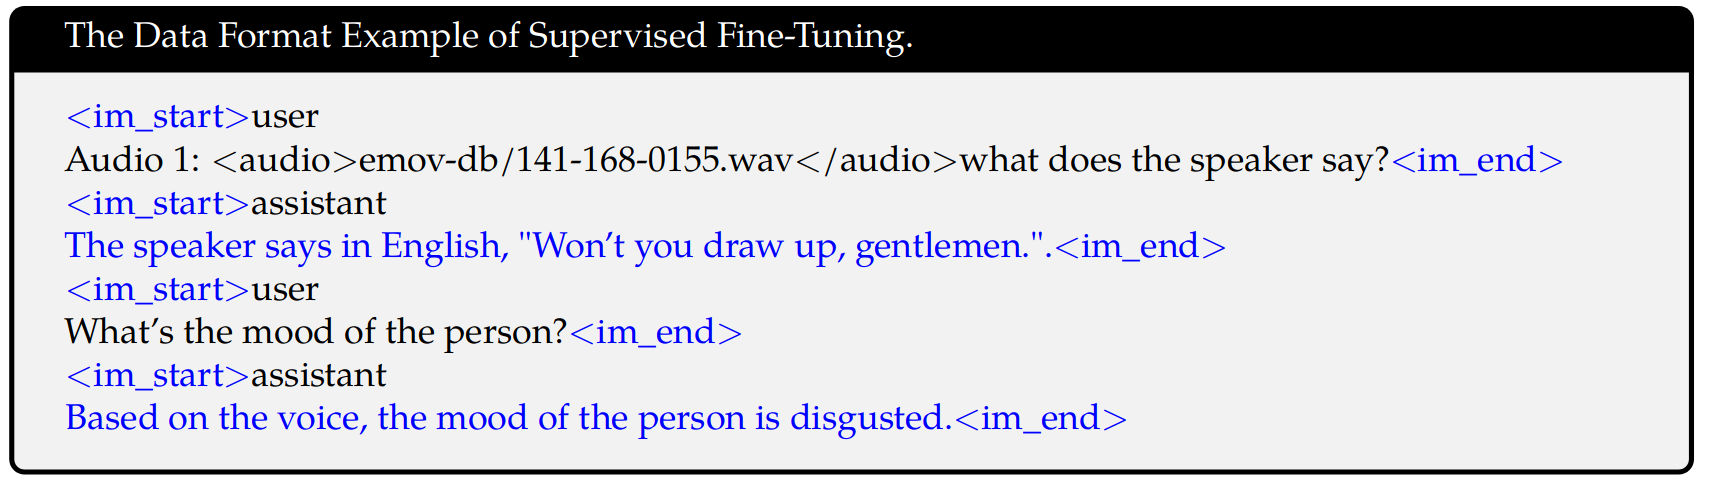 The Data Format Example of Supervised Fine-Tuning.
<im_start>user
Audio 1: <audio>emov-db/141-168-0155.wav</audio>what does the speaker say?<im_end>
<im_start>assistant
The speaker says in English, "Won’t you draw up, gentlemen.".<im_end>
<im_start>user
What’s the mood of the person?<im_end>
<im_start>assistant
Based on the voice, the mood of the person is disgusted.<im_end>